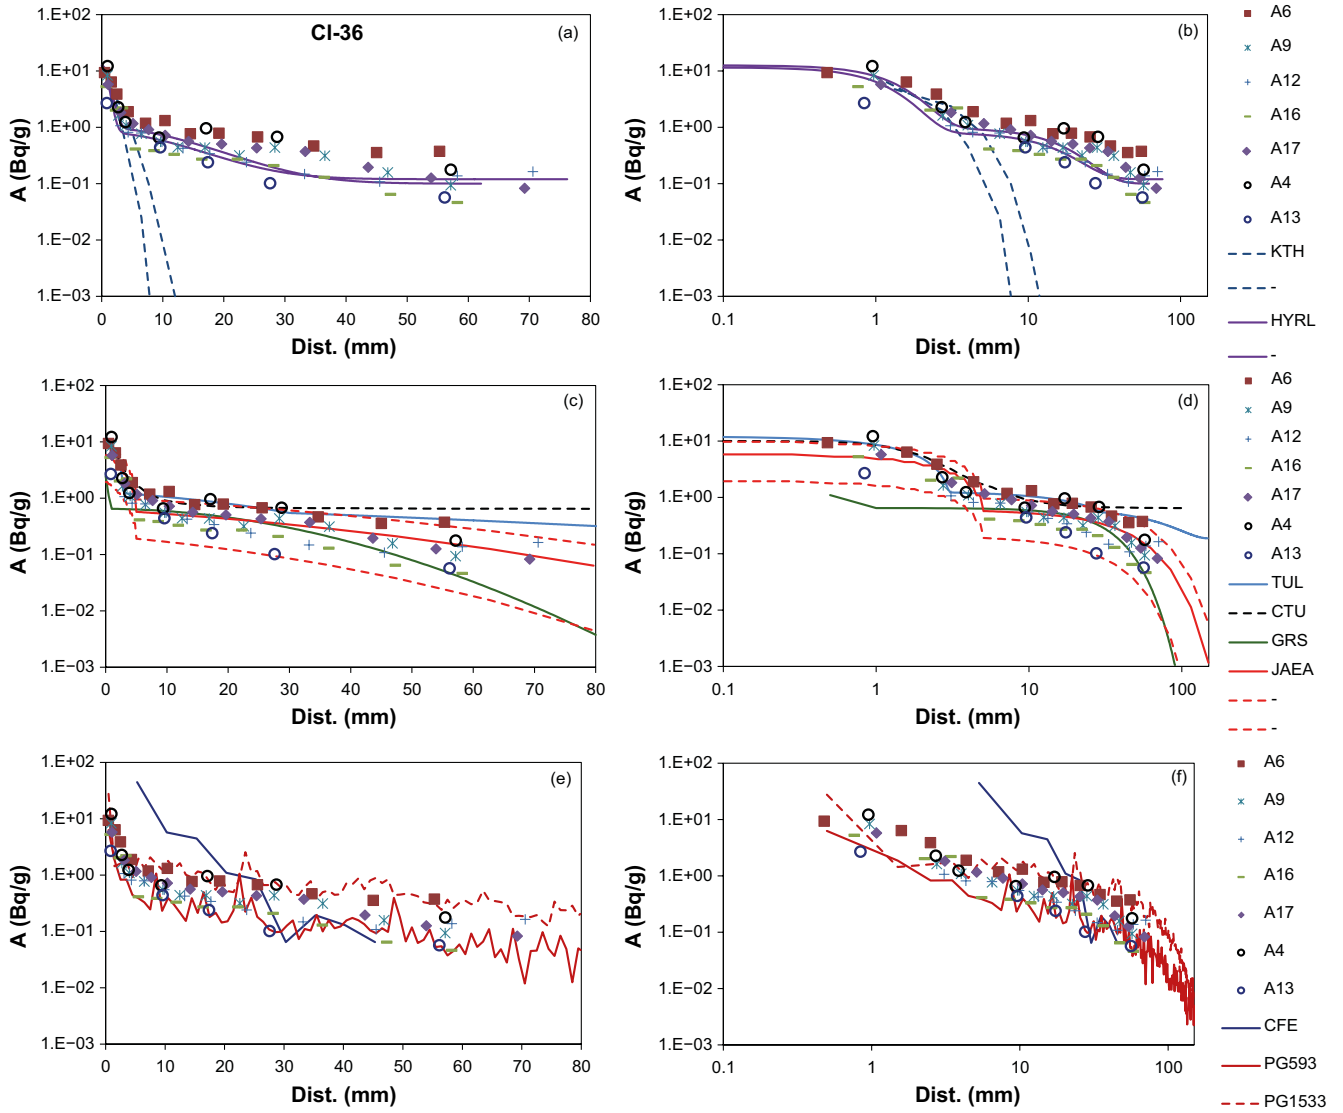 Cl-36
(a)
1.E+02
1.E+01
1.E+00
1.E−01
1.E−02
1.E−03
A (Bq/g)
0 10 20 30 40 50 60 70 80
Dist. (mm)
(b)
1.E+02
1.E+01
1.E+00
1.E−01
1.E−02
1.E−03
A (Bq/g)
0.1 1 10 100
Dist. (mm)
A6
A9
A12
A16
A17
A4
A13
KTH
-
HYRL
-
(c)
1.E+02
1.E+01
1.E+00
1.E−01
1.E−02
1.E−03
A (Bq/g)
0 10 20 30 40 50 60 70 80
Dist. (mm)
(d)
1.E+02
1.E+01
1.E+00
1.E−01
1.E−02
1.E−03
A (Bq/g)
0.1 1 10 100
Dist. (mm)
A6
A9
A12
A16
A17
A4
A13
TUL
CTU
GRS
JAEA
-
-
(e)
1.E+02
1.E+01
1.E+00
1.E−01
1.E−02
1.E−03
A (Bq/g)
0 10 20 30 40 50 60 70 80
Dist. (mm)
(f)
1.E+02
1.E+01
1.E+00
1.E−01
1.E−02
1.E−03
A (Bq/g)
0.1 1 10 100
Dist. (mm)
A6
A9
A12
A16
A17
A4
A13
CFE
PG593
PG1533